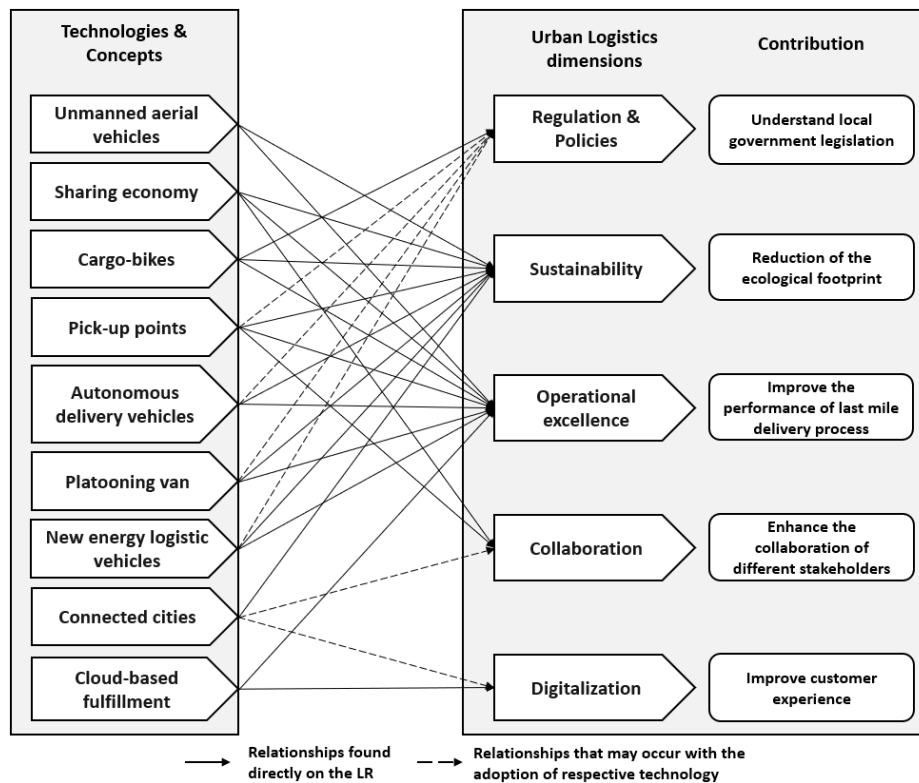 Technologies &
Concepts
Unmanned aerial
vehicles
Sharing economy
Cargo-bikes
Pick-up points
Autonomous
delivery vehicles
Platooning van
New energy logistic
vehicles
Connected cities
Cloud-based
fulfillment
Urban Logistics
dimensions
Regulation &
Policies
Sustainability
Operational
excellence
Collaboration
Digitalization
Contribution
Understand local
government legislation
Reduction of the
ecological footprint
Improve the
performance of last mile
delivery process
Enhance the
collaboration of
different stakeholders
Improve customer
experience
Relationships found
directly on the LR
Relationships that may occur with the
adoption of respective technology